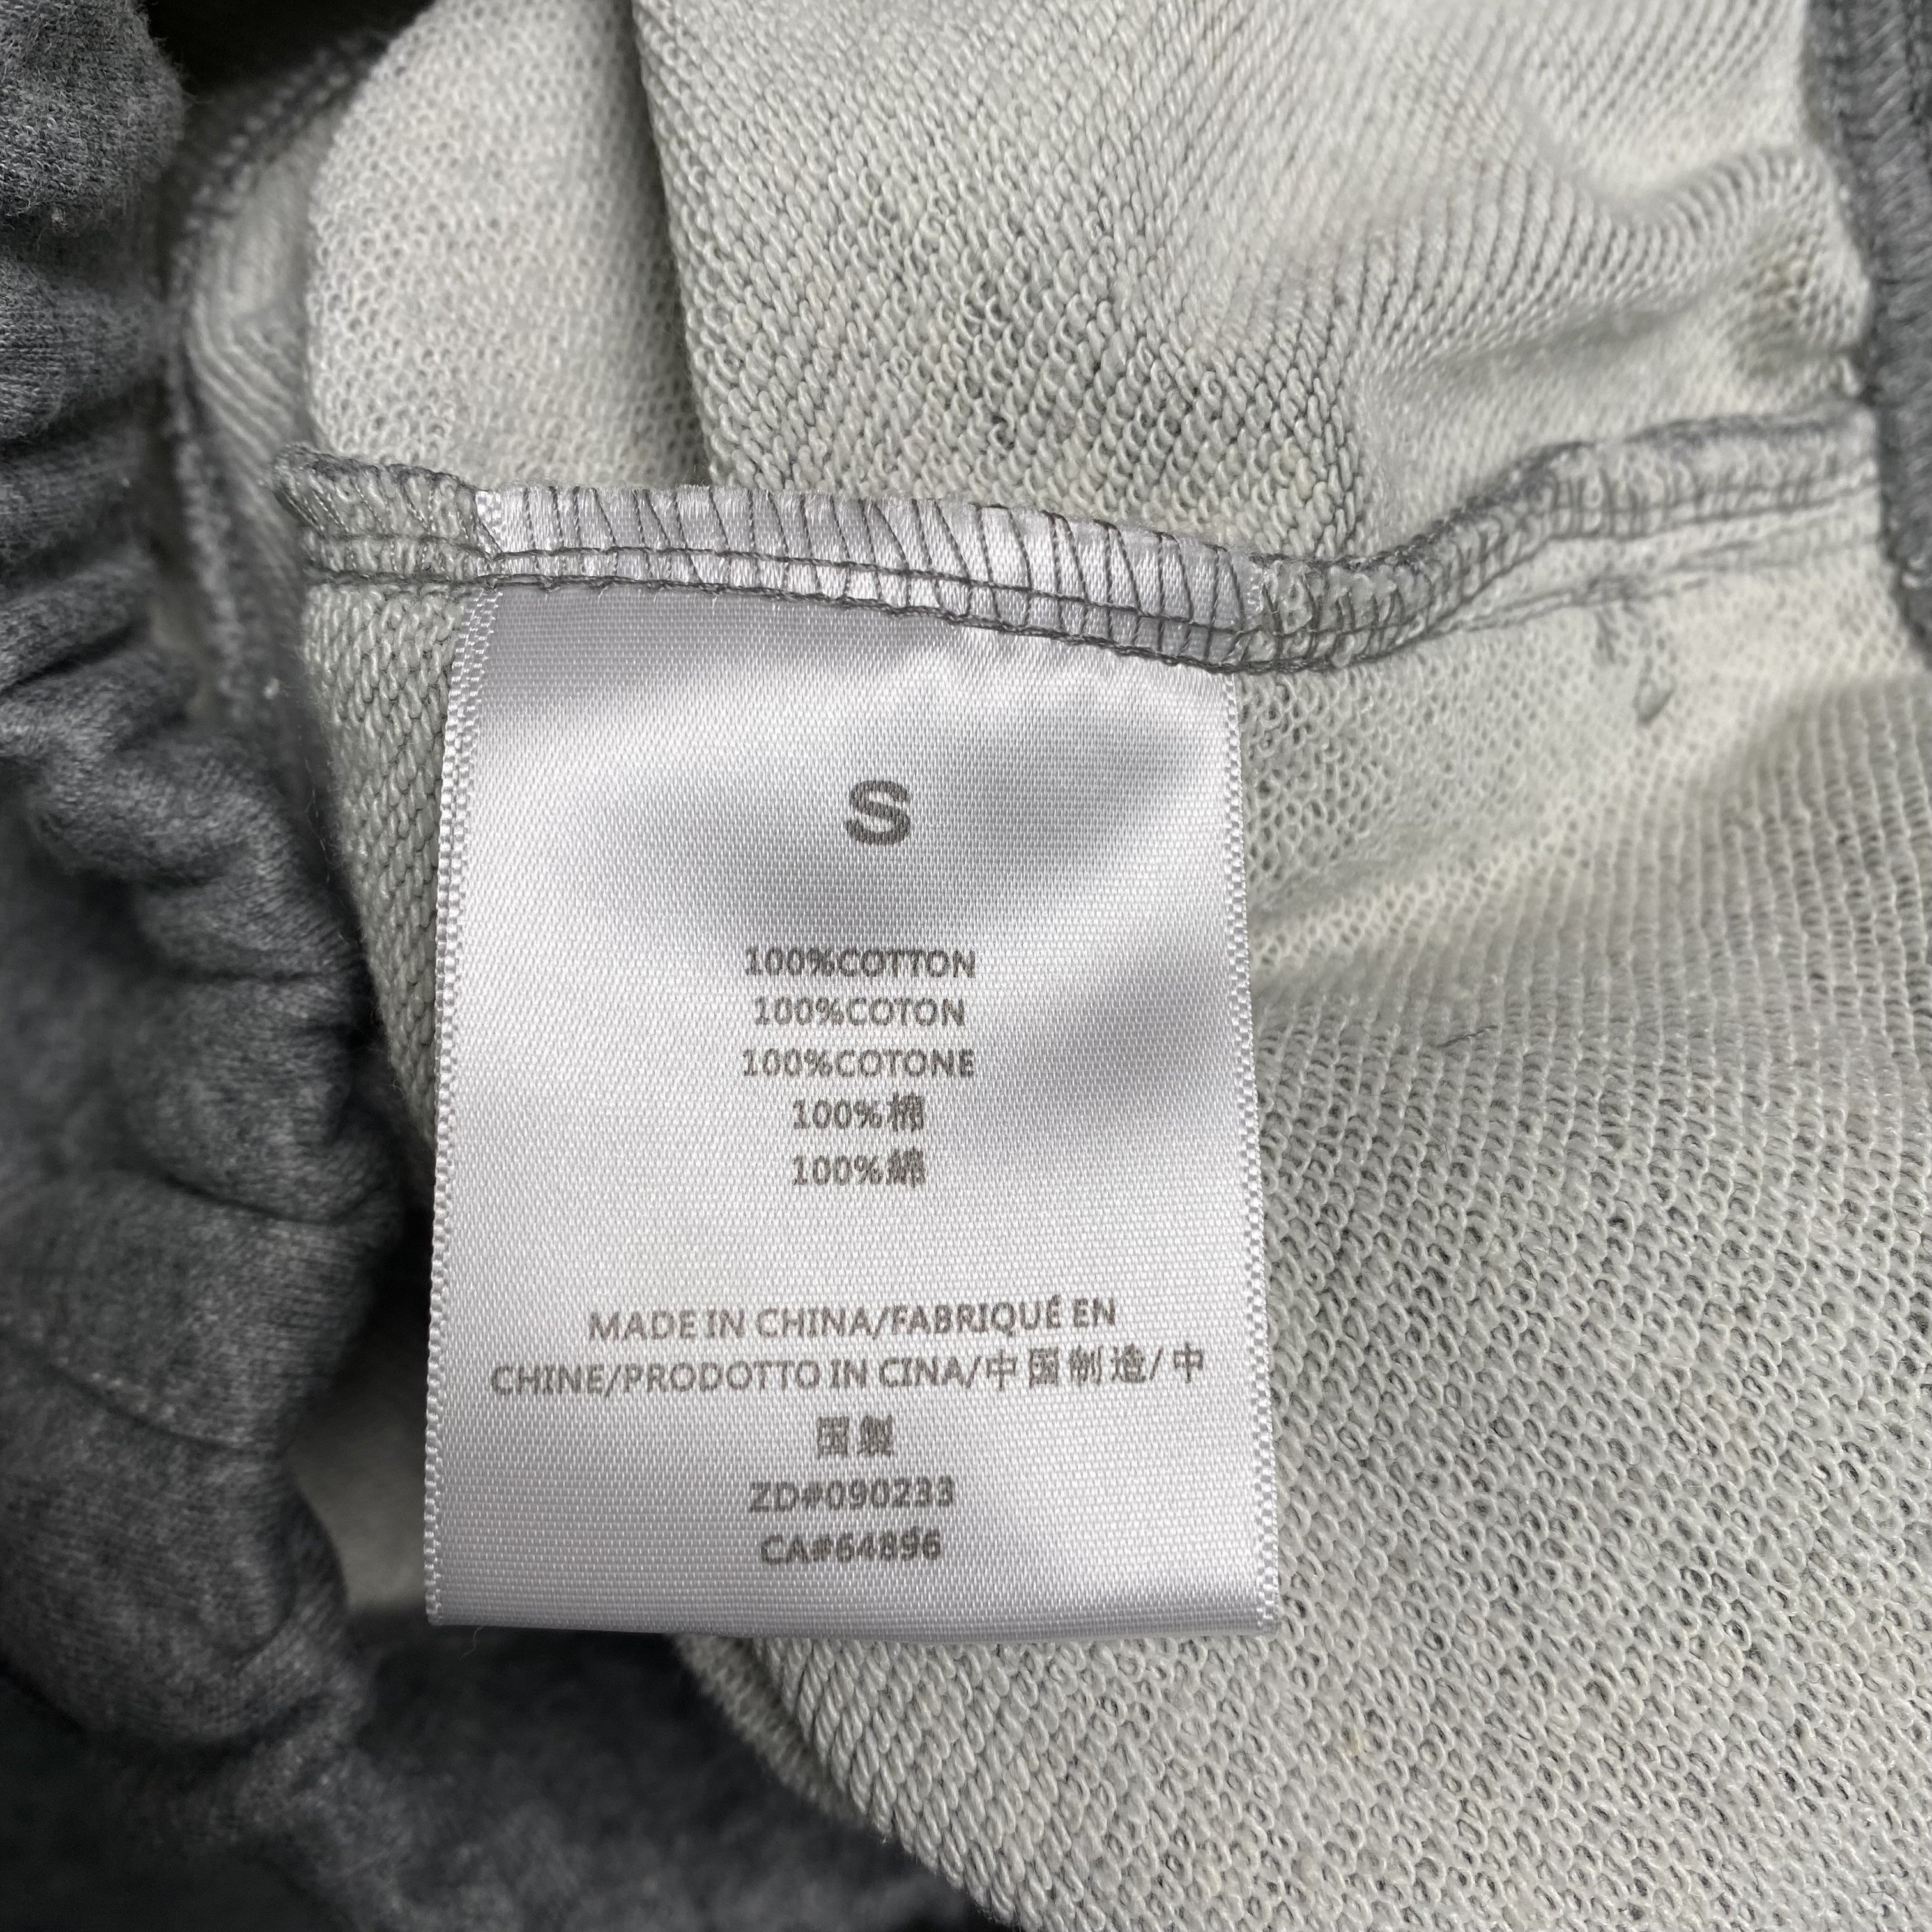 S
100%COTTON
100%COTON
100%COTONE
100%棉
100%綿
MADE IN CHINA/FABRIQUÉ EN
CHINE/PRODOTTO IN CINA/中国制造/中
国製
ZD#090233
CA#64896